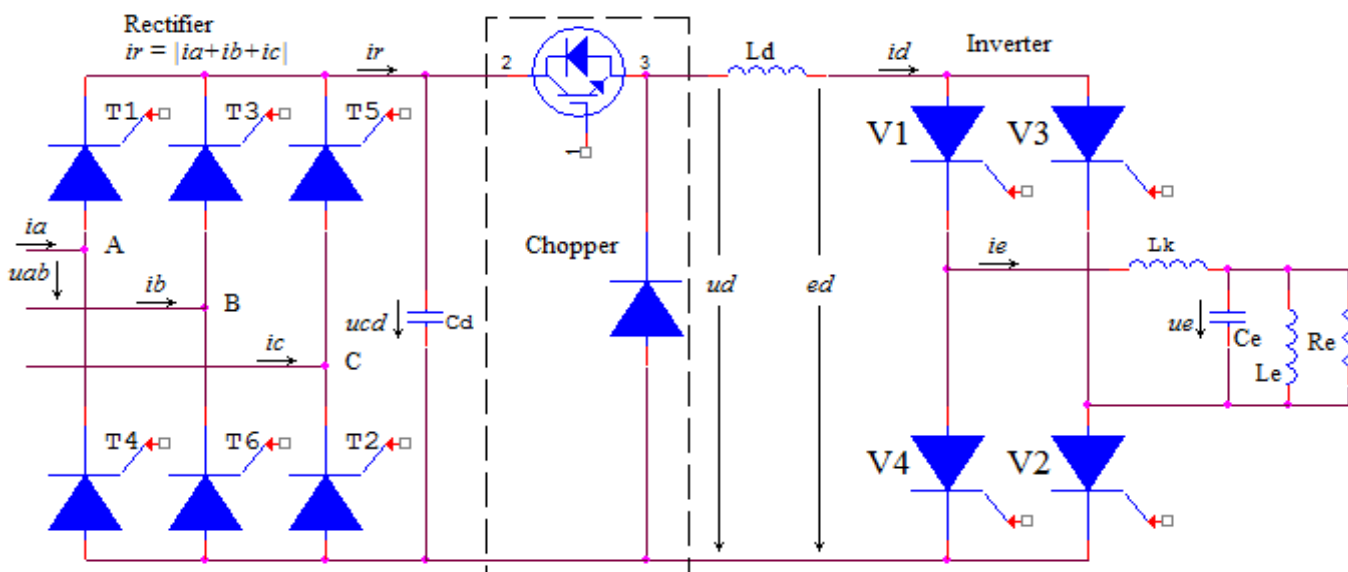 Rectifier
ir = |ia+ib+ic|
ir
2
3
Ld
id
Inverter
T1
T3
T5
V1
V3
1
ia
A
uab
ib
B
ic
C
ucd
Cd
Chopper
ud
ed
ie
Lk
ue
Ce
Le
Re
T4
T6
T2
V4
V2